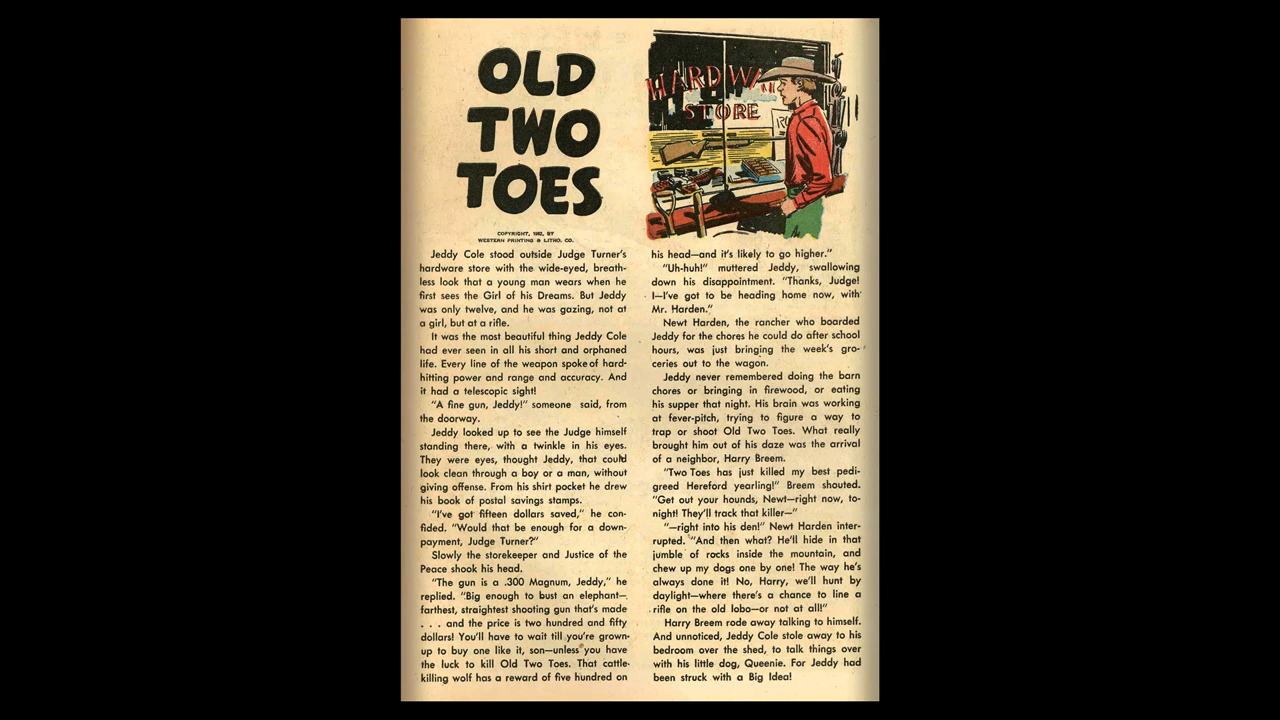 OLD
TWO
TOES
COPYRIGHT, 1952, BY
WESTERN PRINTING & LITHO. CO.
HARDWA
STORE
Jeddy Cole stood outside Judge Turner's
hardware store with the wide-eyed, breath-
less look that a young man wears when he
first sees the Girl of his Dreams. But Jeddy
was only twelve, and he was gazing, not at
a girl, but at a rifle.
It was the most beautiful thing Jeddy Cole
had ever seen in all his short and orphaned
life. Every line of the weapon spoke of hard-
hitting power and range and accuracy. And
it had a telescopic sight!
"A fine gun, Jeddy!" someone said, from
the doorway.
Jeddy looked up to see the Judge himself
standing there, with a twinkle in his eyes.
They were eyes, thought Jeddy, that could
look clean through a boy or a man, without
giving offense. From his shirt pocket he drew
his book of postal savings stamps.
"I've got fifteen dollars saved," he con-
fided. "Would that be enough for a down-
payment, Judge Turner?"
Slowly the storekeeper and Justice of the
Peace shook his head.
"The gun is a .300 Magnum, Jeddy," he
replied. "Big enough to bust an elephant—
farthest, straightest shooting gun that's made
. . . and the price is two hundred and fifty
dollars! You'll have to wait till you're grown-
up to buy one like it, son—unless you have
the luck to kill Old Two Toes. That cattle-
killing wolf has a reward of five hundred on
his head—and it's likely to go higher."
"Uh-huh!" muttered Jeddy, swallowing
down his disappointment. "Thanks, Judge!
I—I've got to be heading home now, with
Mr. Harden."
Newt Harden, the rancher who boarded
Jeddy for the chores he could do after school
hours, was just bringing the week's gro-
ceries out to the wagon.
Jeddy never remembered doing the barn
chores or bringing in firewood, or eating
his supper that night. His brain was working
at fever-pitch, trying to figure a way to
trap or shoot Old Two Toes. What really
brought him out of his daze was the arrival
of a neighbor, Harry Breem.
"Two Toes has just killed my best pedi-
greed Hereford yearling!" Breem shouted.
"Get out your hounds, Newt—right now, to-
night! They'll track that killer—"
"—right into his den!" Newt Harden inter-
rupted. "And then what? He'll hide in that
jumble of rocks inside the mountain, and
chew up my dogs one by one! The way he's
always done it! No, Harry, we'll hunt by
daylight—where there's a chance to line a
rifle on the old lobo—or not at all!"
Harry Breem rode away talking to himself.
And unnoticed, Jeddy Cole stole away to his
bedroom over the shed, to talk things over
with his little dog, Queenie. For Jeddy had
been struck with a Big Idea!